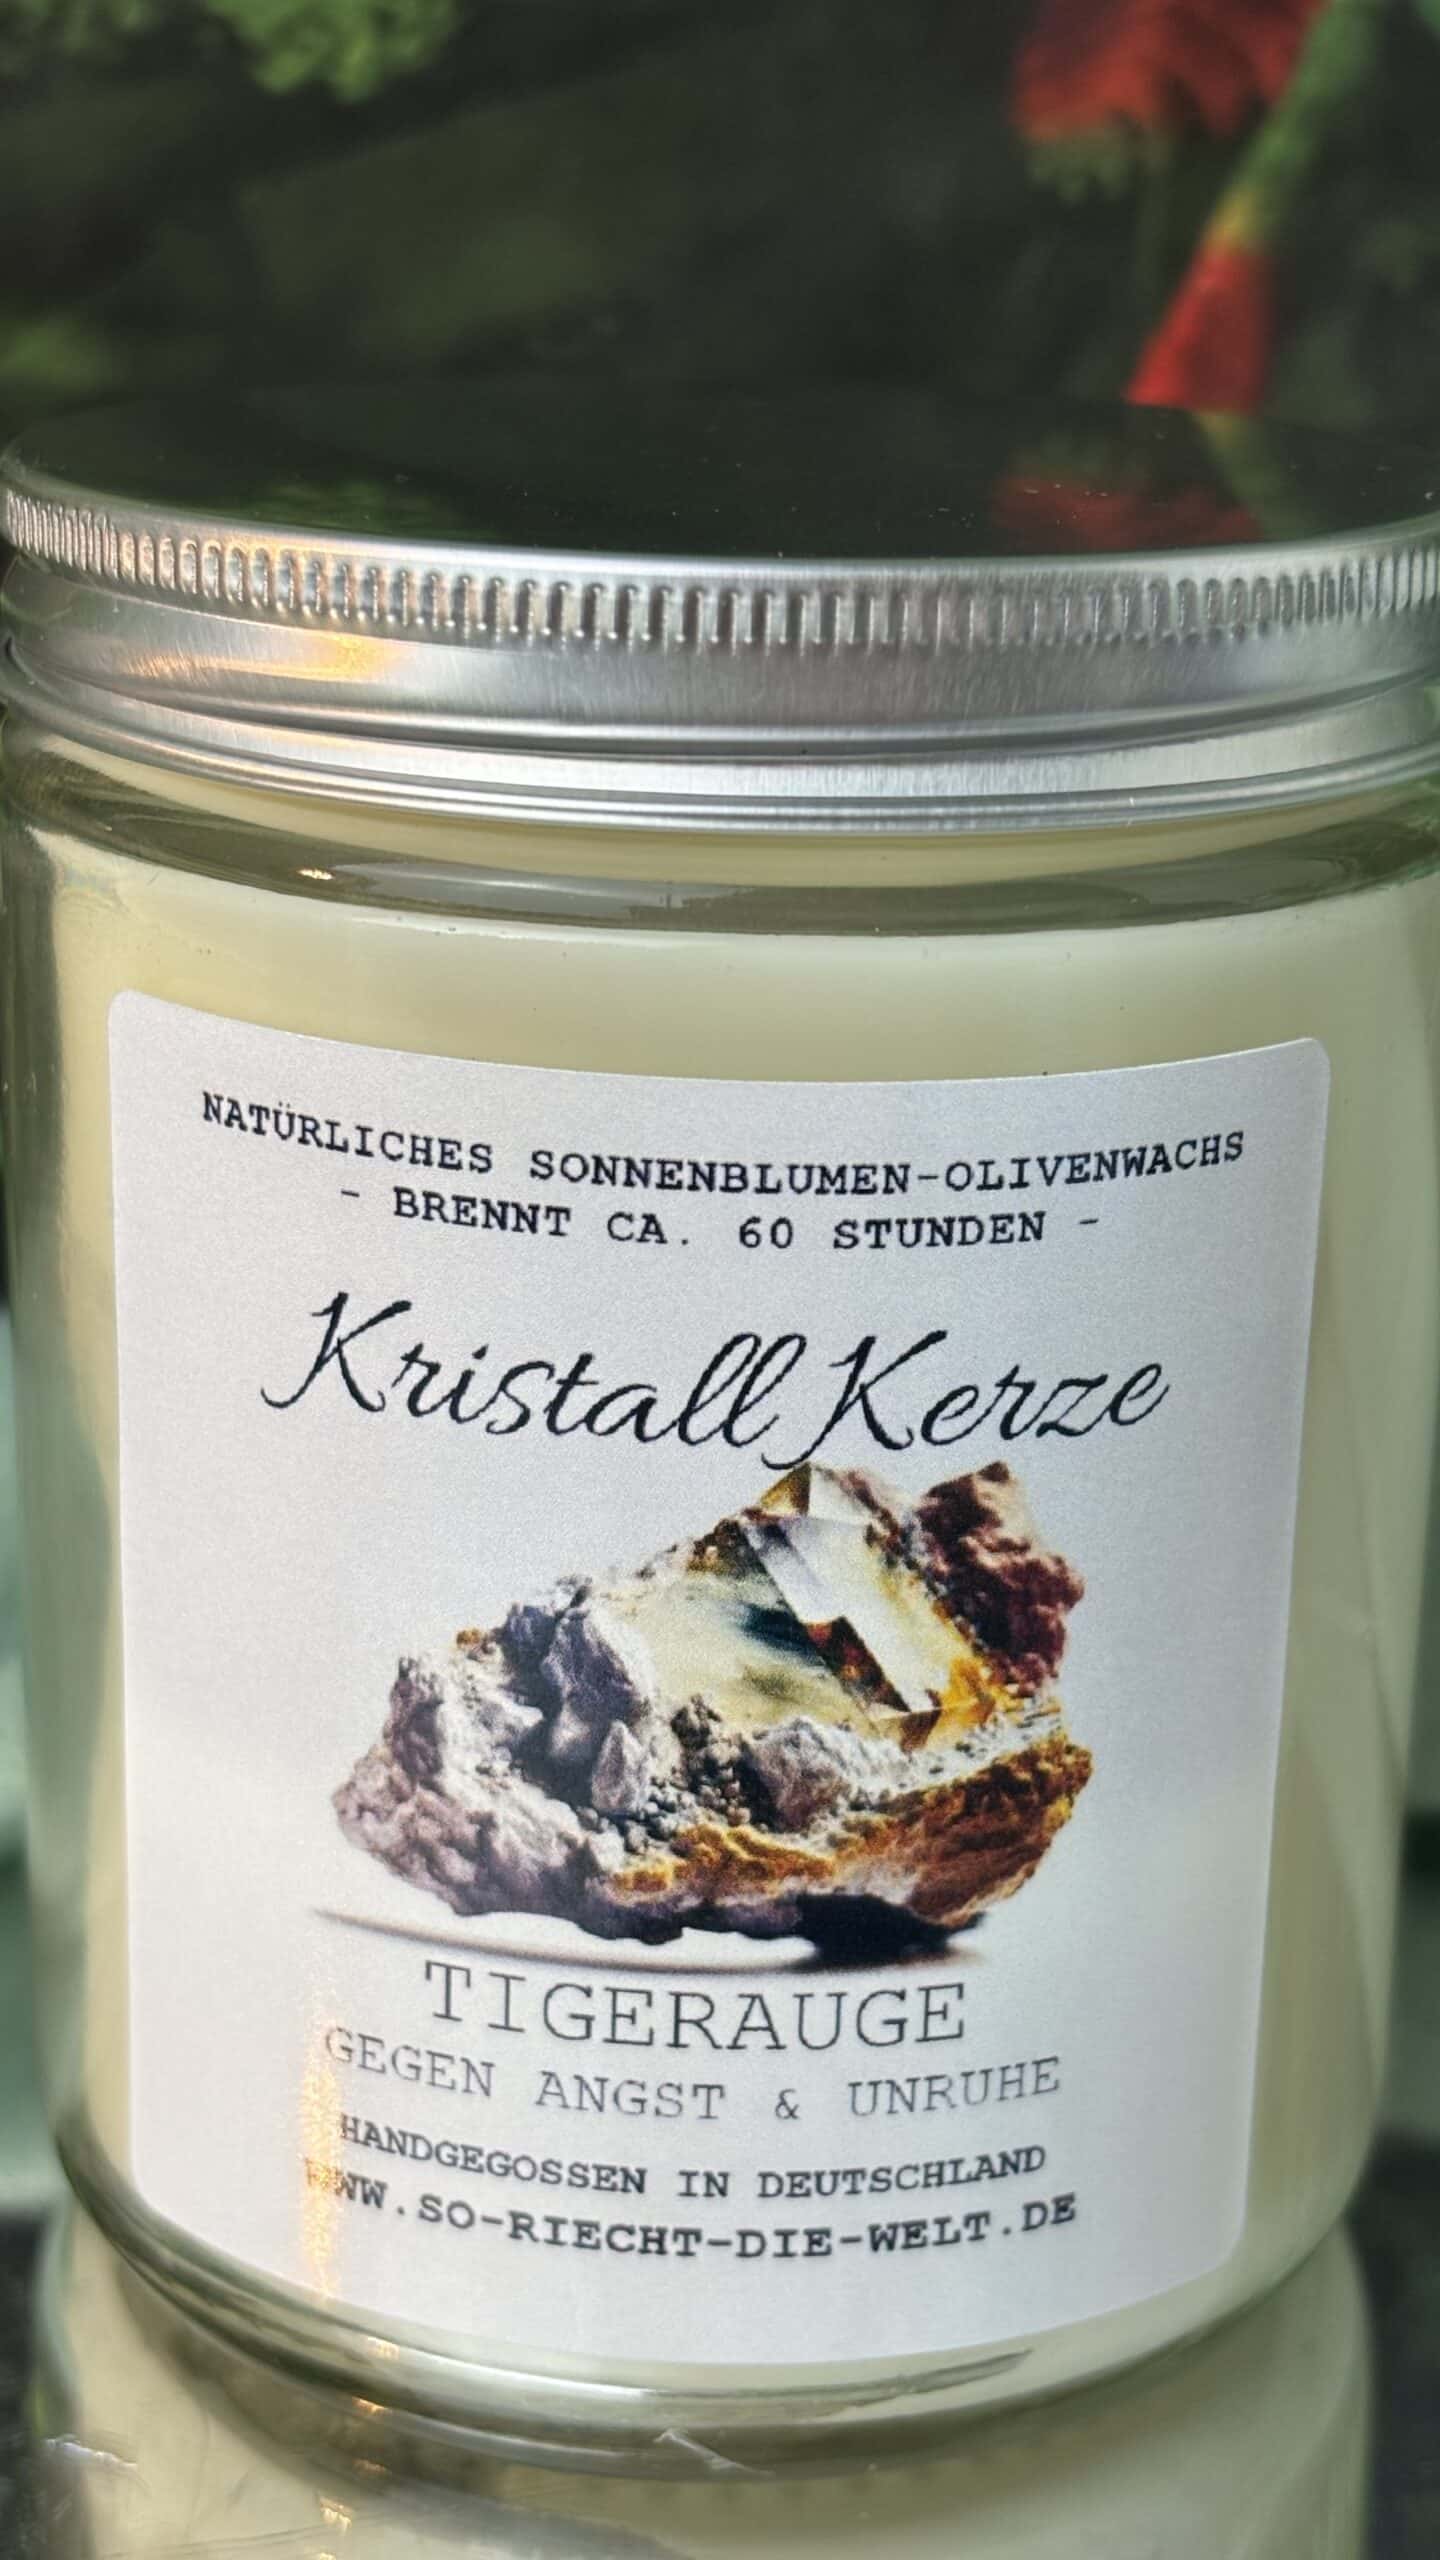 NATÜRLICHES SONNENBLUMEN-OLIVENWACHS
- BRENNT CA. 60 STUNDEN -
Kristall Kerze
TIGERAUGE
GEGEN ANGST & UNRUHE
HANDGEGOSSEN IN DEUTSCHLAND
WWW.SO-RIECHT-DIE-WELT.DE